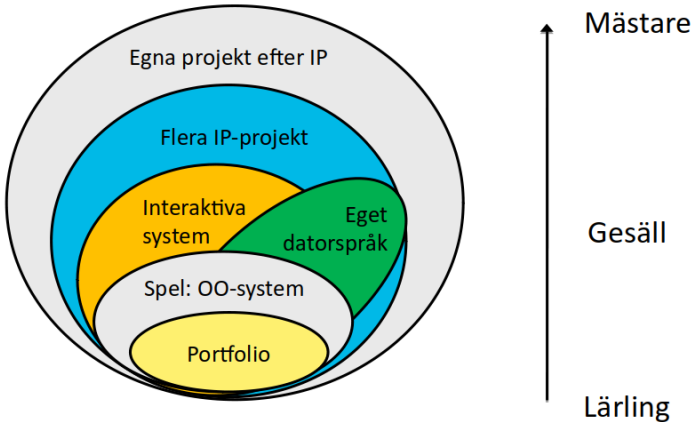 Egna projekt efter IP
Flera IP-projekt
Interaktiva
system
Eget
datorspråk
Spel: OO-system
Portfolio
Mästare
Gesäll
Lärling